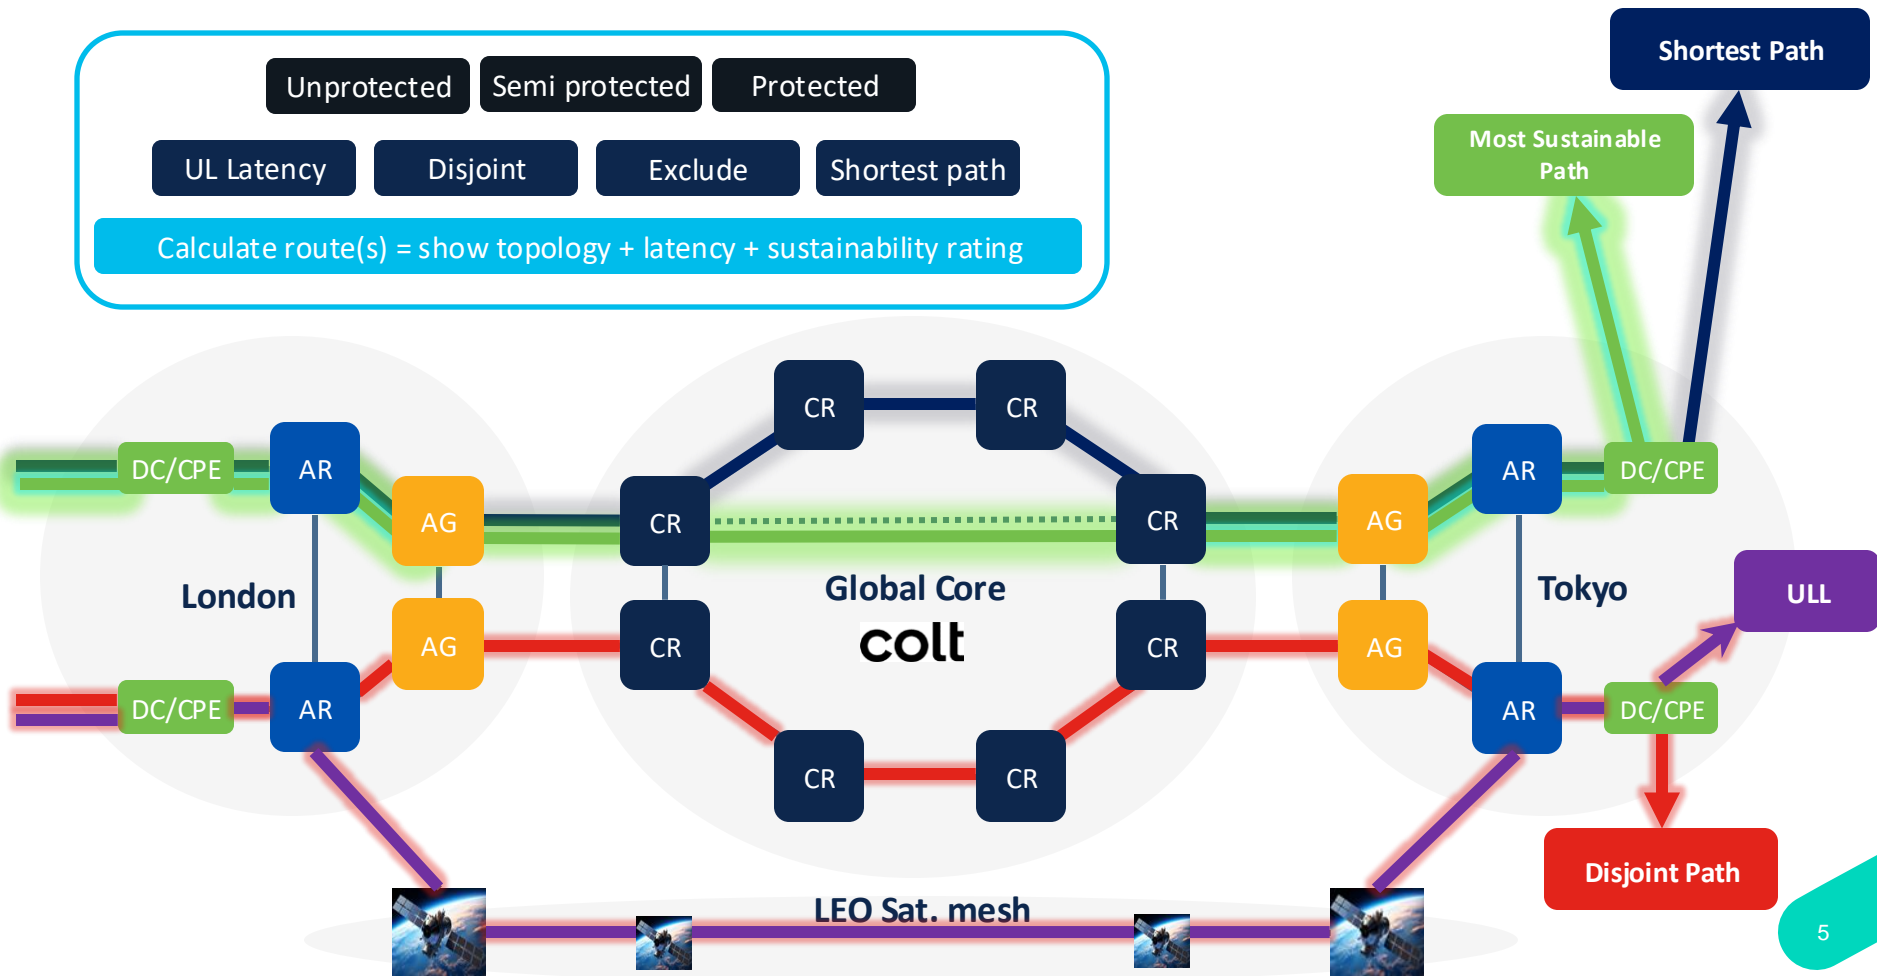 Shortest Path
Unprotected
Semi protected
Protected
Most Sustainable
Path
UL Latency
Disjoint
Exclude
Shortest path
Calculate route(s) = show topology + latency + sustainability rating
CR
CR
DC/CPE
AR
AG
CR
CR
AG
AR
DC/CPE
London
Global Core
Tokyo
ULL
colt
AG
CR
CR
AG
DC/CPE
AR
AR
DC/CPE
CR
CR
Disjoint Path
LEO Sat. mesh
5